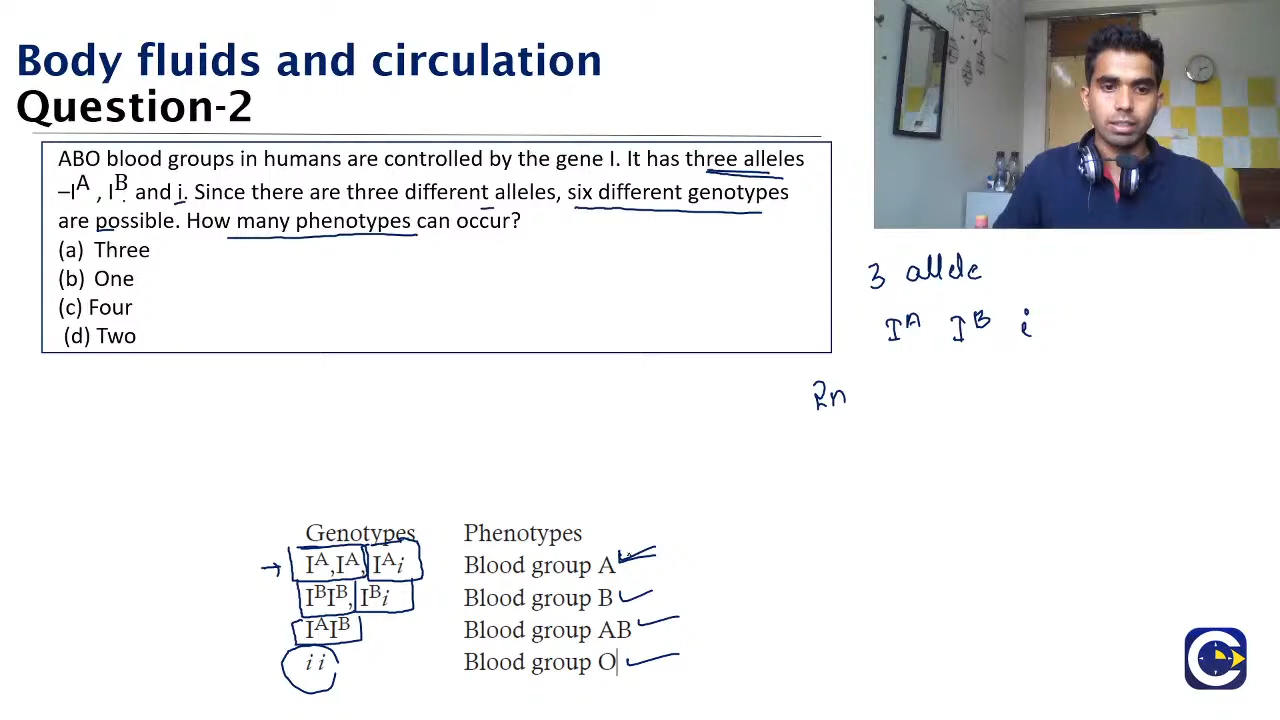 Body fluids and circulation
Question-2
ABO blood groups in humans are controlled by the gene I. It has three alleles
–I^A , I^B and i. Since there are three different alleles, six different genotypes
are possible. How many phenotypes can occur?
(a) Three
(b) One
(c) Four
(d) Two
3 allele
I^A I^B i
2n
Genotypes Phenotypes
I^A,I^A, I^Ai Blood group A
I^BI^B, I^Bi Blood group B
I^AI^B Blood group AB
i i Blood group O